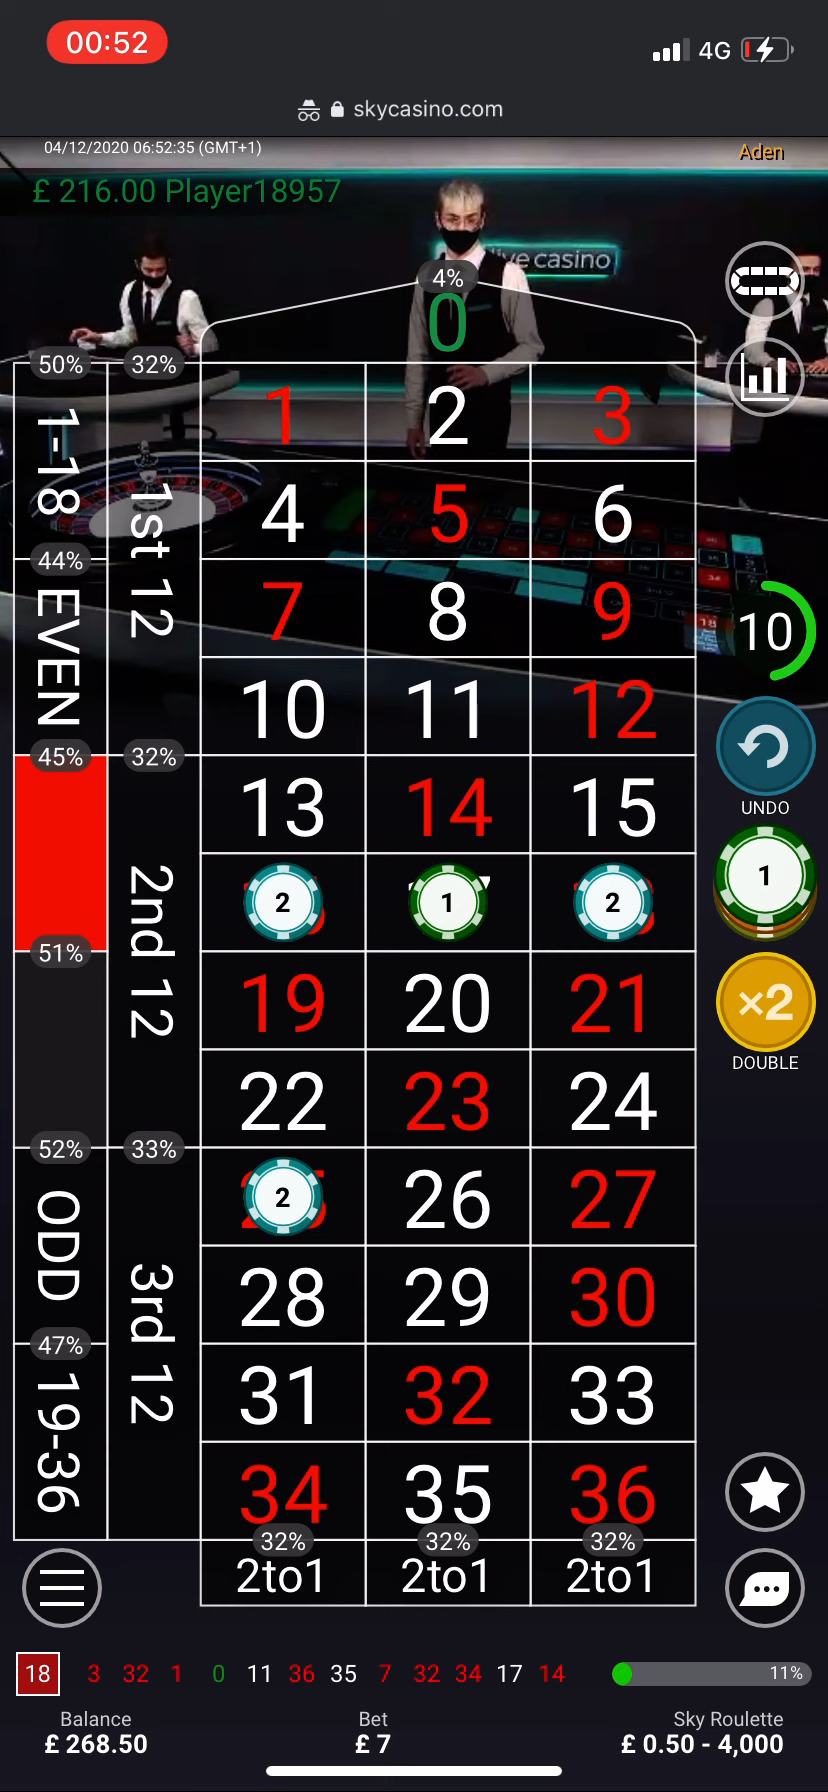 00:52
4G
skycasino.com
04/12/2020 06:52:35 (GMT+1)
Aden
£ 216.00 Player18957
live casino
4%
0
50%
32%
1-18
1st 12
1 2 3
4 5 6
44%
EVEN
7 8 9
10
10 11 12
45%
32%
UNDO
13 14 15
2nd 12
2 1 2
1
51%
19 20 21
×2
DOUBLE
22 23 24
52%
33%
ODD
3rd 12
2 26 27
28 29 30
47%
19-36
31 32 33
34 35 36
32% 32% 32%
2to1 2to1 2to1
18 3 32 1 0 11 36 35 7 32 34 17 14
11%
Balance
£ 268.50
Bet
£ 7
Sky Roulette
£ 0.50 - 4,000